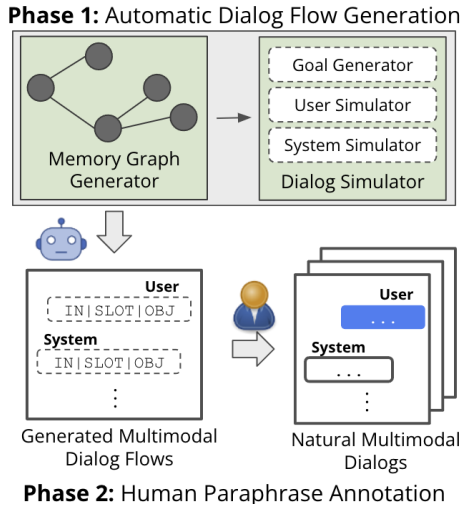 Phase 1: Automatic Dialog Flow Generation
Memory Graph
Generator
Goal Generator
User Simulator
System Simulator
Dialog Simulator
User
IN|SLOT|OBJ
System
IN|SLOT|OBJ
⋮
Generated Multimodal
Dialog Flows
User
...
System
...
⋮
Natural Multimodal
Dialogs
Phase 2: Human Paraphrase Annotation